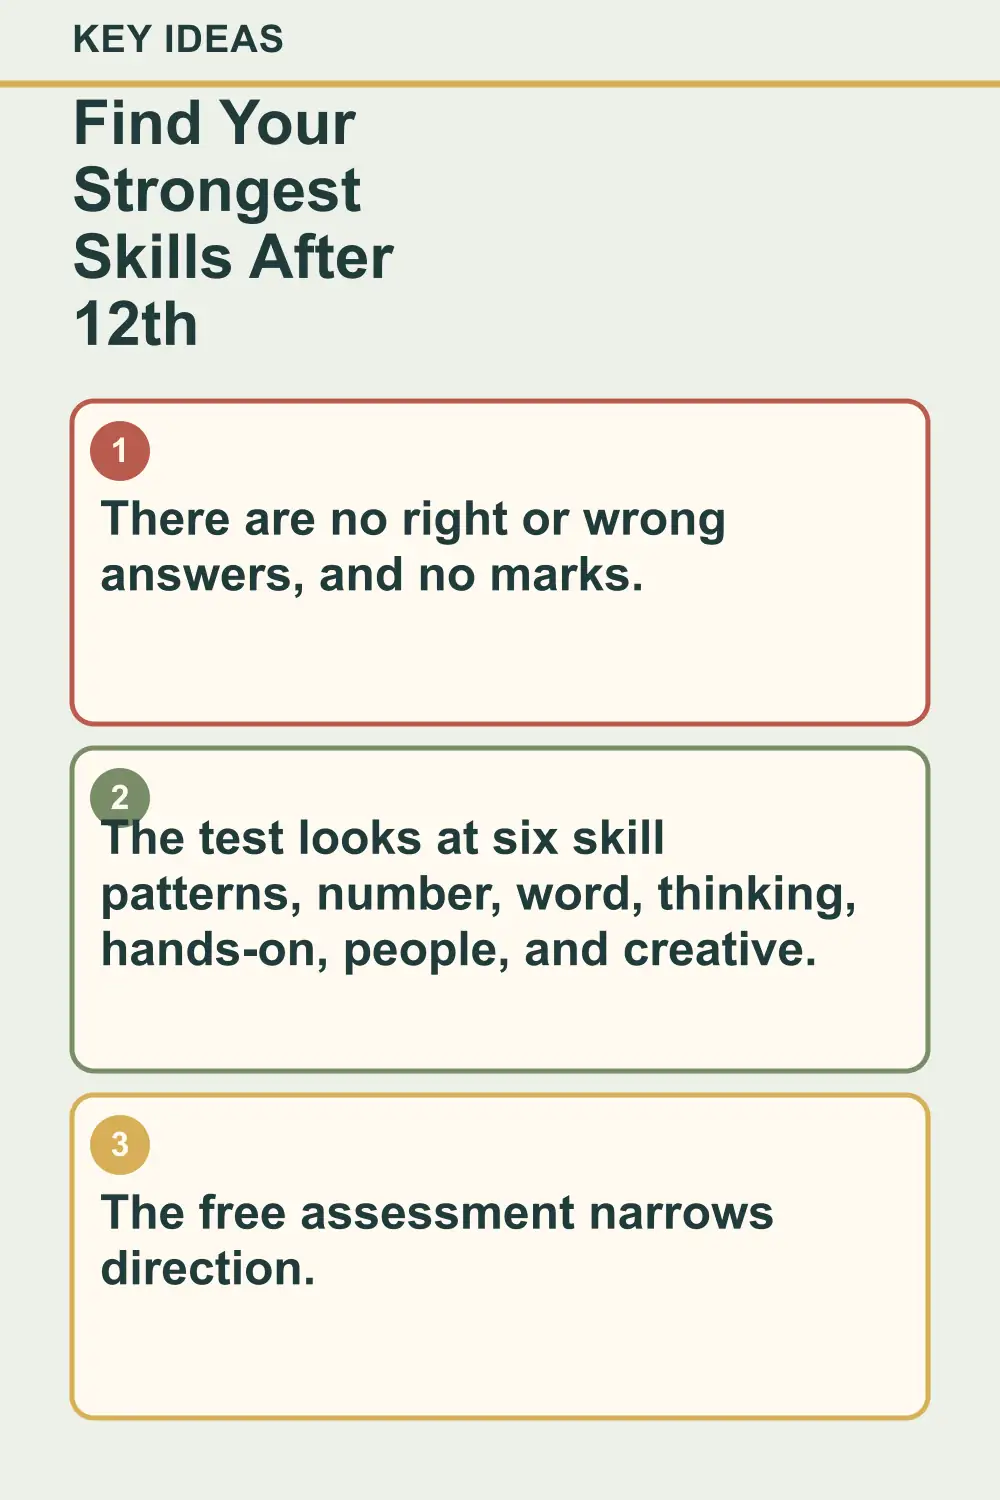 KEY IDEAS
Find Your
Strongest
Skills After
12th
1
There are no right or wrong
answers, and no marks.
2
The test looks at six skill
patterns, number, word, thinking,
hands-on, people, and creative.
3
The free assessment narrows
direction.